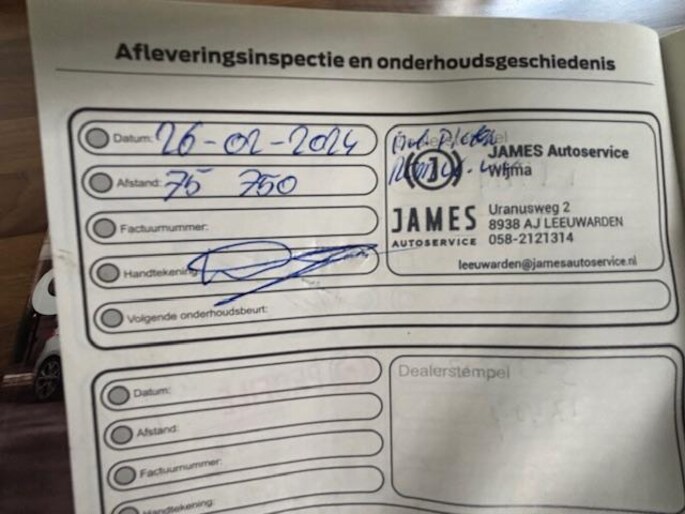 Afleveringsinspectie en onderhoudsgeschiedenis
Datum: 26-02-2024
Afstand: 75 750
Factuurnummer:
Handtekening
Volgende onderhoudsbeurt:
JAMES Autoservice
Wijma
JAMES
AUTOSERVICE
Uranusweg 2
8938 AJ LEEUWARDEN
058-2121314
leeuwarden@jamesautoservice.nl
Datum:
Afstand:
Factuurnummer:
Handtekening:
Dealerstempel